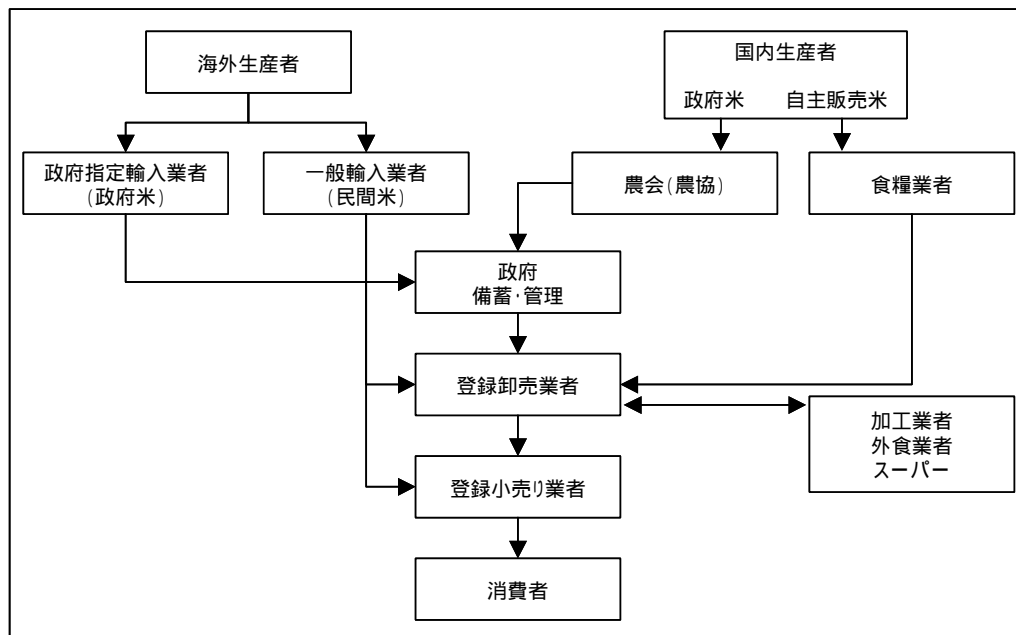 海外生産者
国内生産者
政府米 自主販売米
政府指定輸入業者
(政府米)
一般輸入業者
(民間米)
農会(農協)
食糧業者
政府
備蓄･管理
登録卸売業者
加工業者
外食業者
スーパー
登録小売り業者
消費者